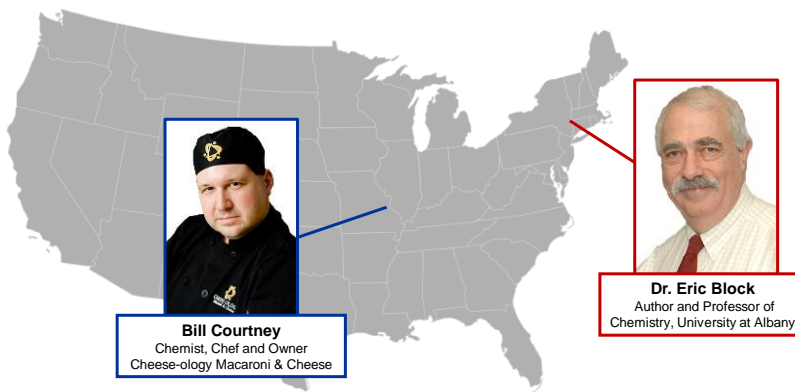 Bill Courtney
Chemist, Chef and Owner
Cheese-ology Macaroni & Cheese
Dr. Eric Block
Author and Professor of
Chemistry, University at Albany